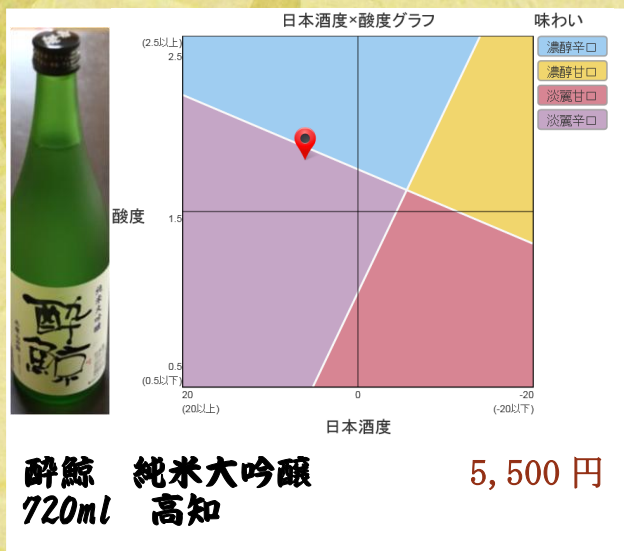 日本酒度×酸度グラフ
味わい
濃醇辛口
濃醇甘口
淡麗甘口
淡麗辛口
(2.5以上)
2.5
酸度
1.5
0.5
(0.5以下)
20
0
-20
(20以上)
(-20以下)
日本酒度
純米大吟醸
酔鯨
酔鯨 純米大吟醸
5,500 円
720ml 高知